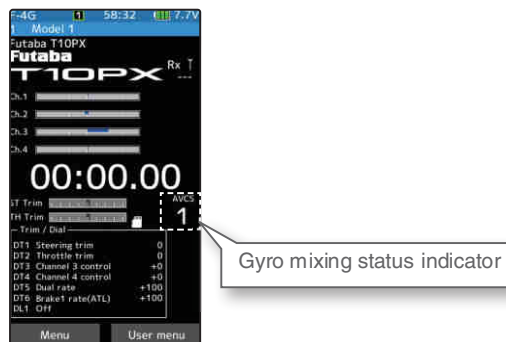 F-4G 1 58:32 7.7V
1 Model 1
Futaba T10PX
Futaba
T10PX Rx
---
Ch.1
Ch.2
Ch.3
Ch.4
00:00.00
ST Trim AVCS
TH Trim 1
Trim / Dial
DT1 Steering trim 0
DT2 Throttle trim 0
DT3 Channel 3 control +0
DT4 Channel 4 control +0
DT5 Dual rate +100
DT6 Brake1 rate(ATL) +100
DL1 Off
Menu User menu
Gyro mixing status indicator